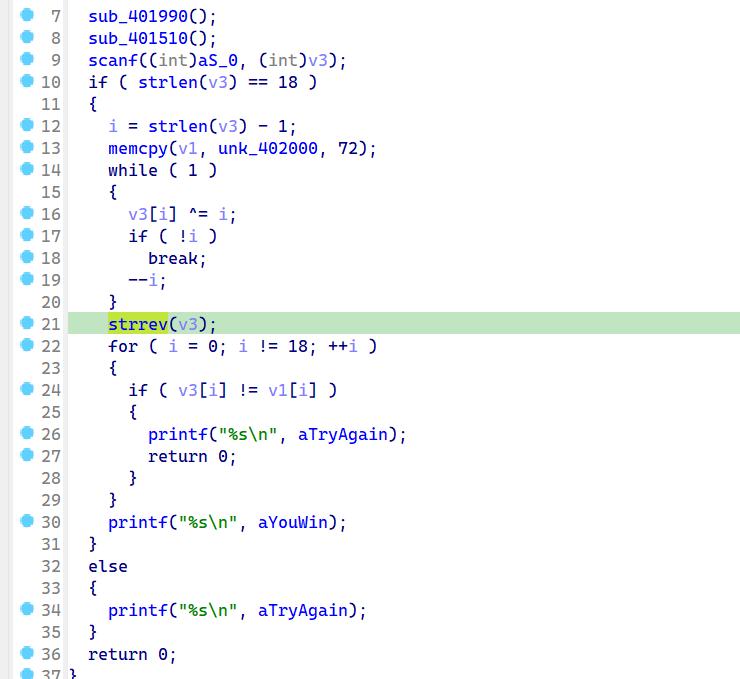 7 sub_401990();
8 sub_401510();
9 scanf((int)aS_0, (int)v3);
10 if ( strlen(v3) == 18 )
11 {
12 i = strlen(v3) - 1;
13 memcpy(v1, unk_402000, 72);
14 while ( 1 )
15 {
16 v3[i] ^= i;
17 if ( !i )
18 break;
19 --i;
20 }
21 strrev(v3);
22 for ( i = 0; i != 18; ++i )
23 {
24 if ( v3[i] != v1[i] )
25 {
26 printf("%s\n", aTryAgain);
27 return 0;
28 }
29 }
30 printf("%s\n", aYouWin);
31 }
32 else
33 {
34 printf("%s\n", aTryAgain);
35 }
36 return 0;
37 }